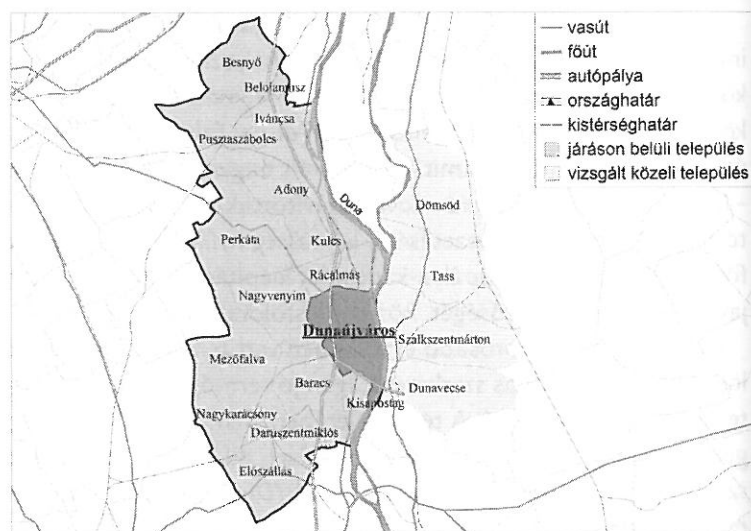 vasút
főút
autópálya
országhatár
kistérséghatár
járáson belüli település
vizsgált közeli település
Besnyő
Beloiannisz
Iváncsa
Pusztaszabolcs
Adony
Duna
Dömsöd
Perkáta
Kulcs
Rácalmás
Tass
Nagyvenyim
Dunaújváros
Szalkszentmárton
Mezőfalva
Baracs
Dunavecse
Kisapostag
Nagykarácsony
Daruszentmiklós
Előszállás